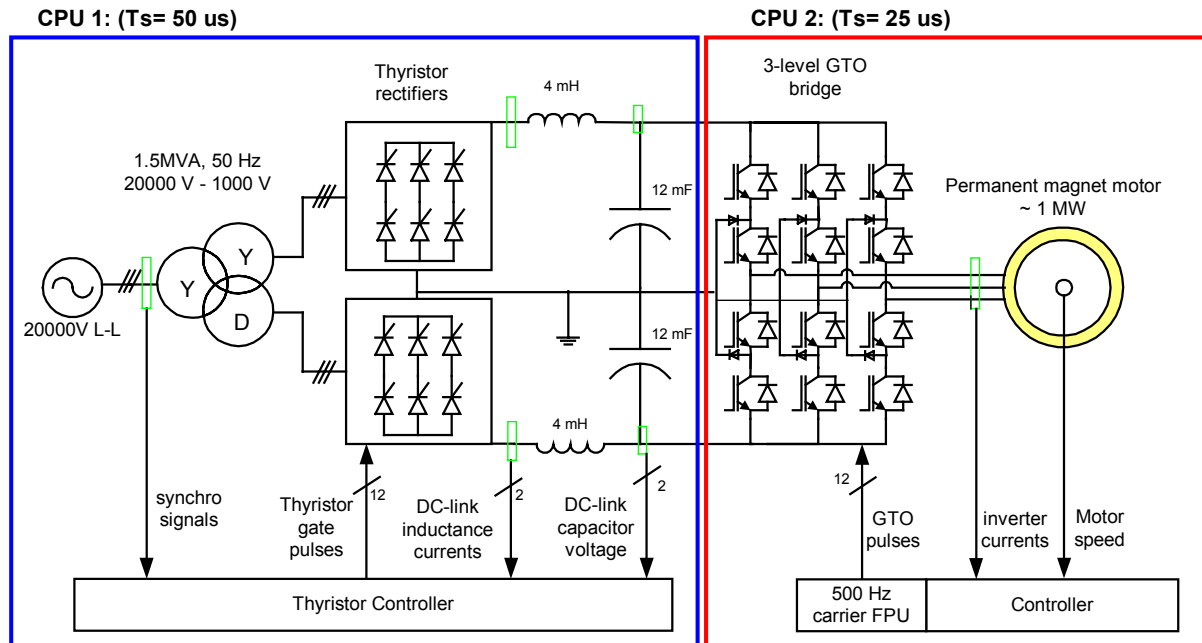 CPU 1: (Ts= 50 us)
CPU 2: (Ts= 25 us)
Thyristor
rectifiers
4 mH
3-level GTO
bridge
1.5MVA, 50 Hz
20000 V - 1000 V
12 mF
Permanent magnet motor
~ 1 MW
Y
Y
D
20000V L-L
12 mF
4 mH
synchro
signals
Thyristor
gate
pulses
12
DC-link
inductance
currents
2
DC-link
capacitor
voltage
2
12
GTO
pulses
inverter
currents
Motor
speed
Thyristor Controller
500 Hz
carrier FPU
Controller